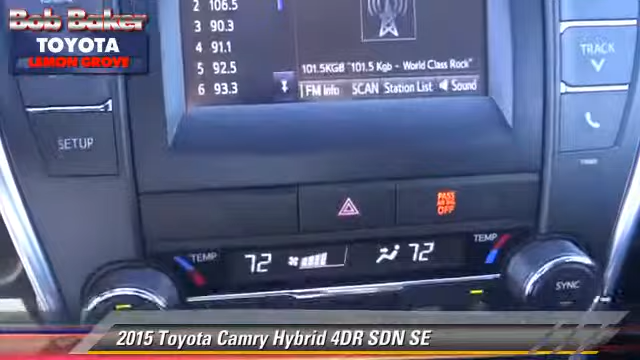 Bob Baker
TOYOTA
LEMON GROVE
2 106.5
3 90.3
4 91.1
5 92.5
6 93.3
101.5KGB "101.5 Kgb - World Class Rock"
FM Info SCAN Station List Sound
TRACK
SETUP
PASS
OFF
TEMP
72
72
TEMP
SYNC
2015 Toyota Camry Hybrid 4DR SDN SE